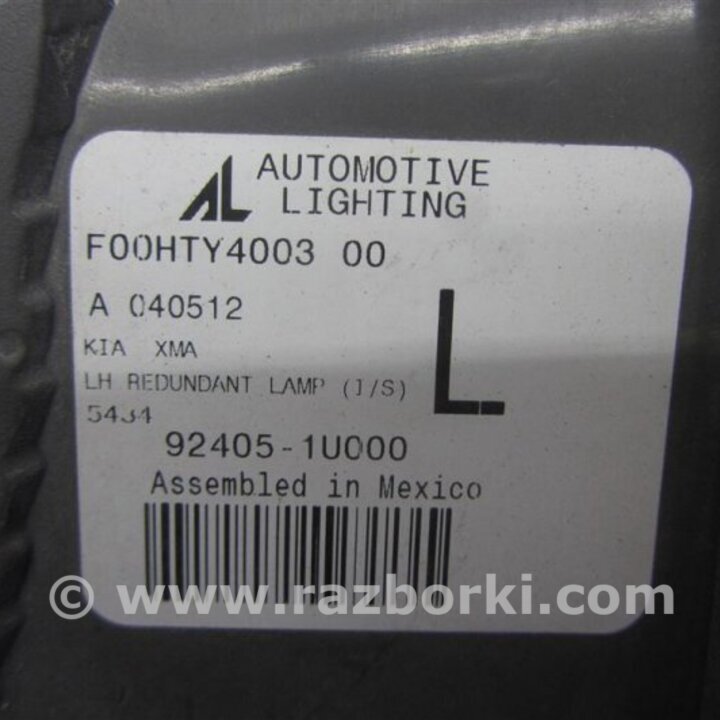 AL AUTOMOTIVE
LIGHTING
F00HTY4003 00
A 040512
KIA XMA
LH REDUNDANT LAMP (I/S)
L
5434
92405-1U000
Assembled in Mexico
© www.razborki.com